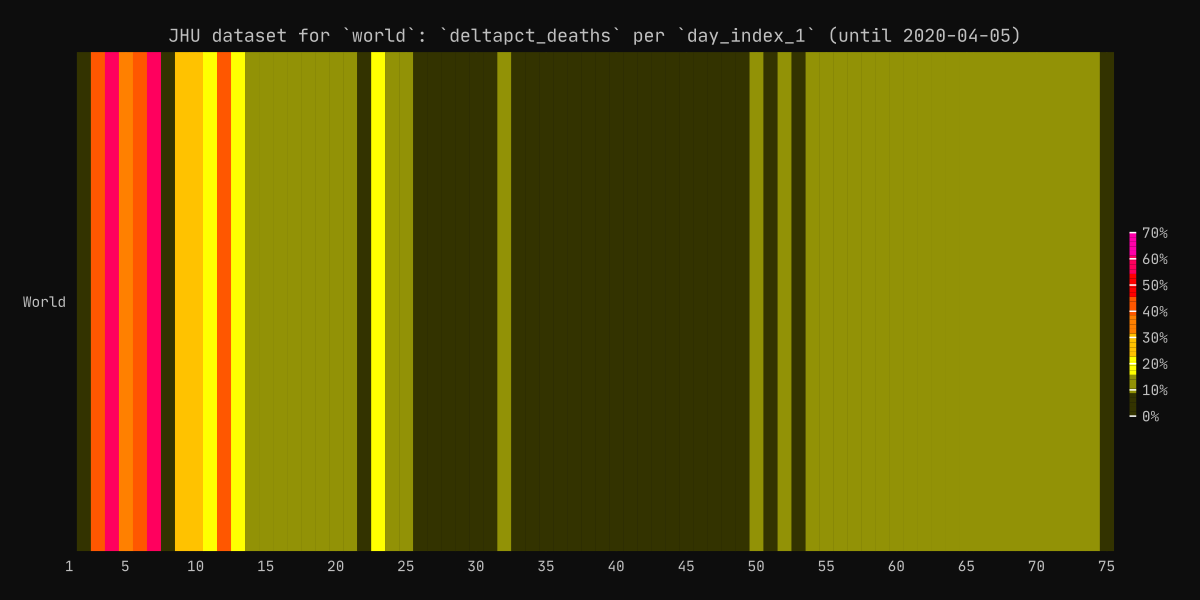 JHU dataset for `world`: `deltapct_deaths` per `day_index_1` (until 2020-04-05)
70%
60%
50%
40%
30%
20%
10%
0%
World
1 5 10 15 20 25 30 35 40 45 50 55 60 65 70 75